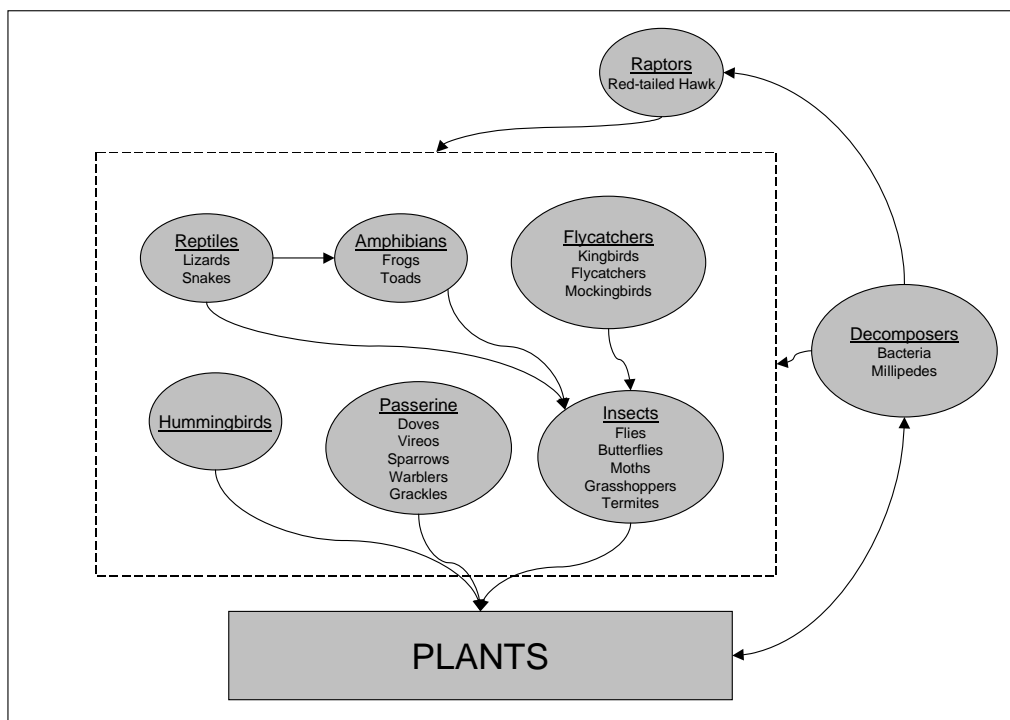 Raptors
Red-tailed Hawk
Reptiles
Lizards
Snakes
Amphibians
Frogs
Toads
Flycatchers
Kingbirds
Flycatchers
Mockingbirds
Decomposers
Bacteria
Millipedes
Hummingbirds
Passerine
Doves
Vireos
Sparrows
Warblers
Grackles
Insects
Flies
Butterflies
Moths
Grasshoppers
Termites
PLANTS